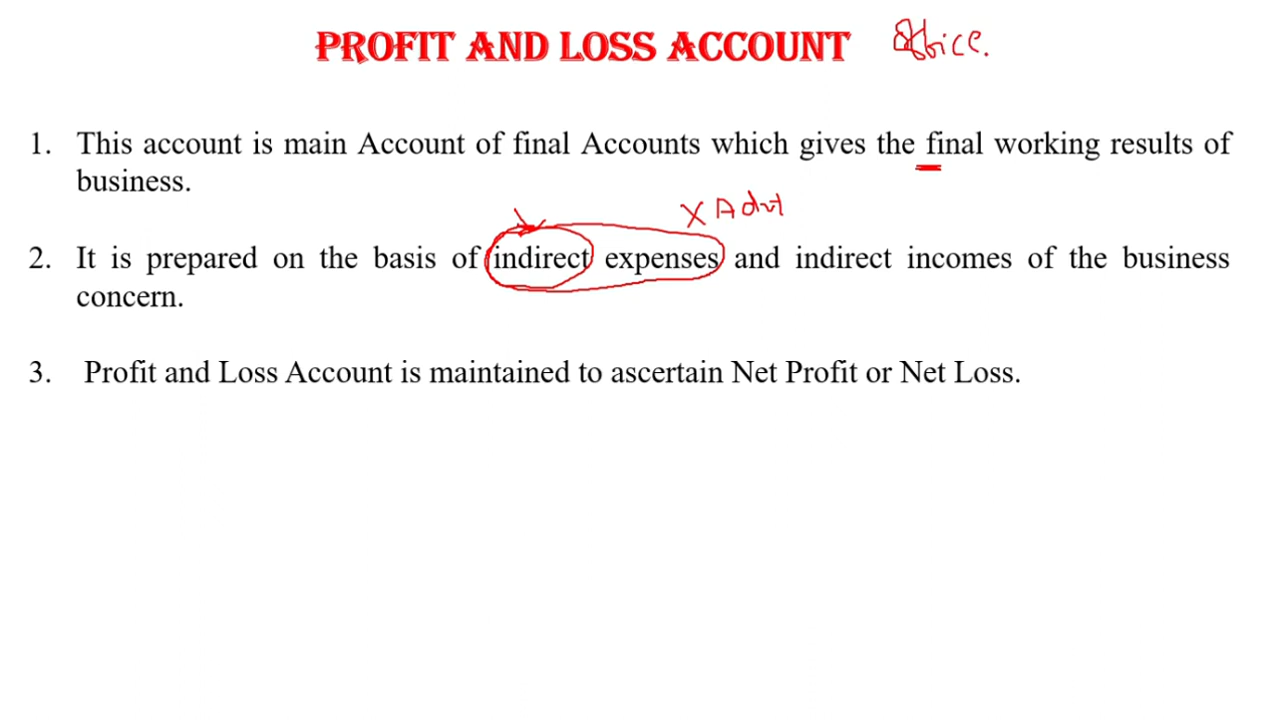 PROFIT AND LOSS ACCOUNT office.
1. This account is main Account of final Accounts which gives the final working results of
business.
X Advt
2. It is prepared on the basis of indirect expenses and indirect incomes of the business
concern.
3. Profit and Loss Account is maintained to ascertain Net Profit or Net Loss.